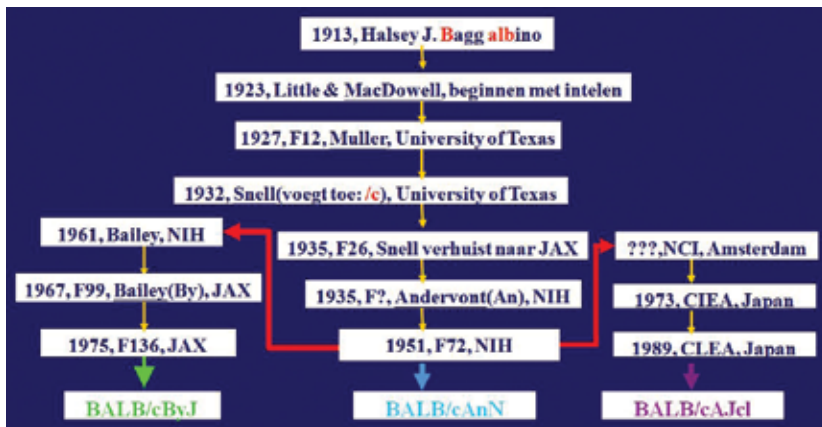 1913, Halsey J. Bagg albino
1923, Little & MacDowell, beginnen met intelen
1927, F12, Muller, University of Texas
1932, Snell(voegt toe: /c), University of Texas
1961, Bailey, NIH
1935, F26, Snell verhuist naar JAX
???,NCI, Amsterdam
1967, F99, Bailey(By), JAX
1935, F?, Andervont(An), NIH
1973, CIEA, Japan
1975, F136, JAX
1951, F72, NIH
1989, CLEA, Japan
BALB/cByJ
BALB/cAnN
BALB/cAJcl